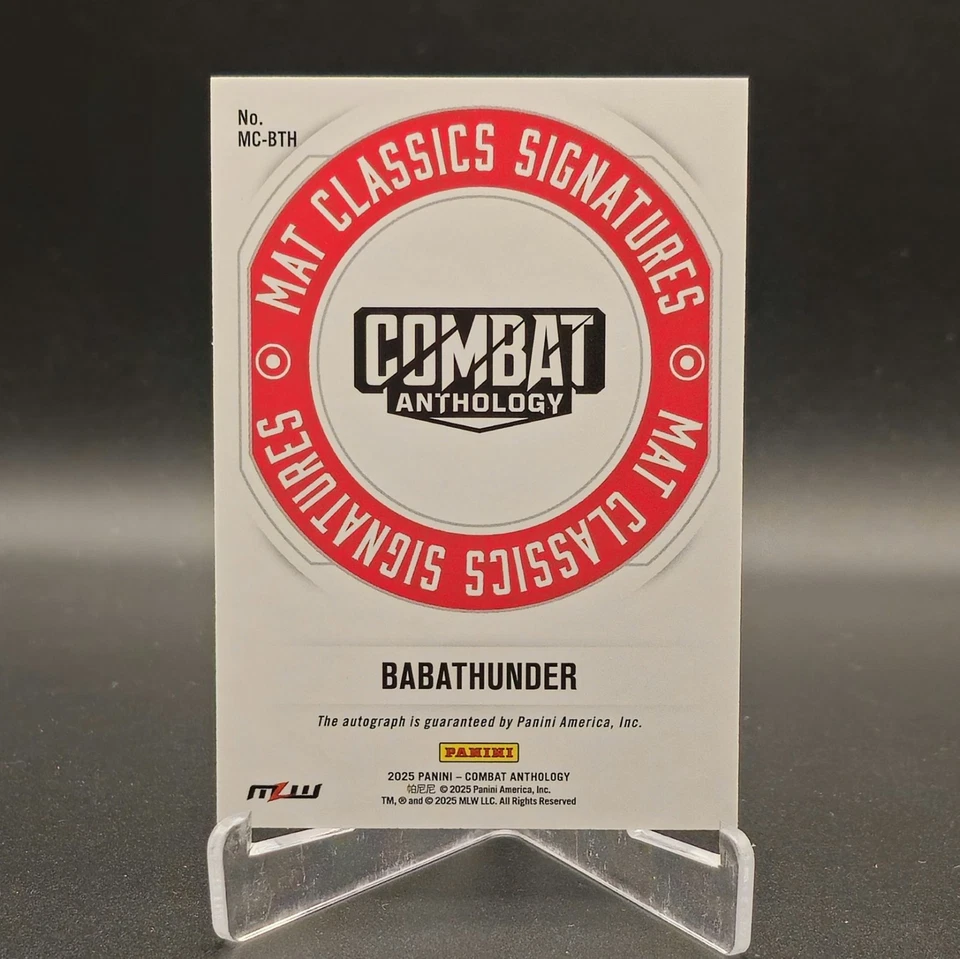 No.
MC-BTH
MAT CLASSICS SIGNATURES
MAT CLASSICS SIGNATURES
COMBAT
ANTHOLOGY
BABATHUNDER
The autograph is guaranteed by Panini America, Inc.
PANINI
2025 PANINI – COMBAT ANTHOLOGY
帕尼尼 © 2025 Panini America, Inc.
TM, ® and © 2025 MLW LLC. All Rights Reserved
MLW